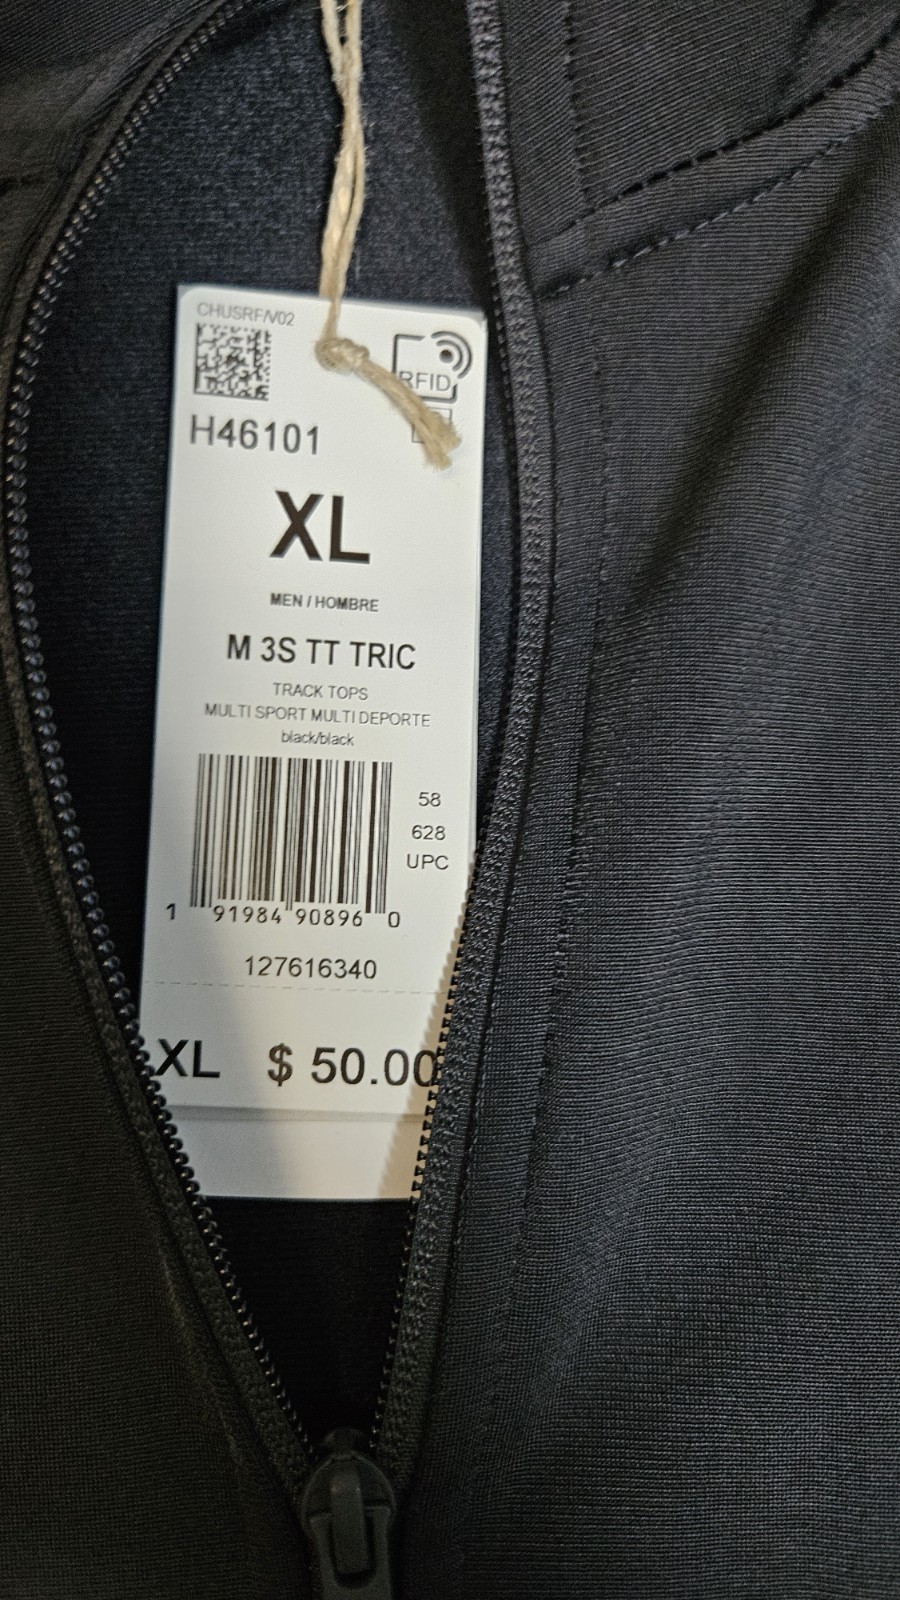 CHUSRF/V02
RFID
H46101
XL
MEN / HOMBRE
M 3S TT TRIC
TRACK TOPS
MULTI SPORT MULTI DEPORTE
black/black
58
628
UPC
1 91984 90896 0
127616340
XL $ 50.00